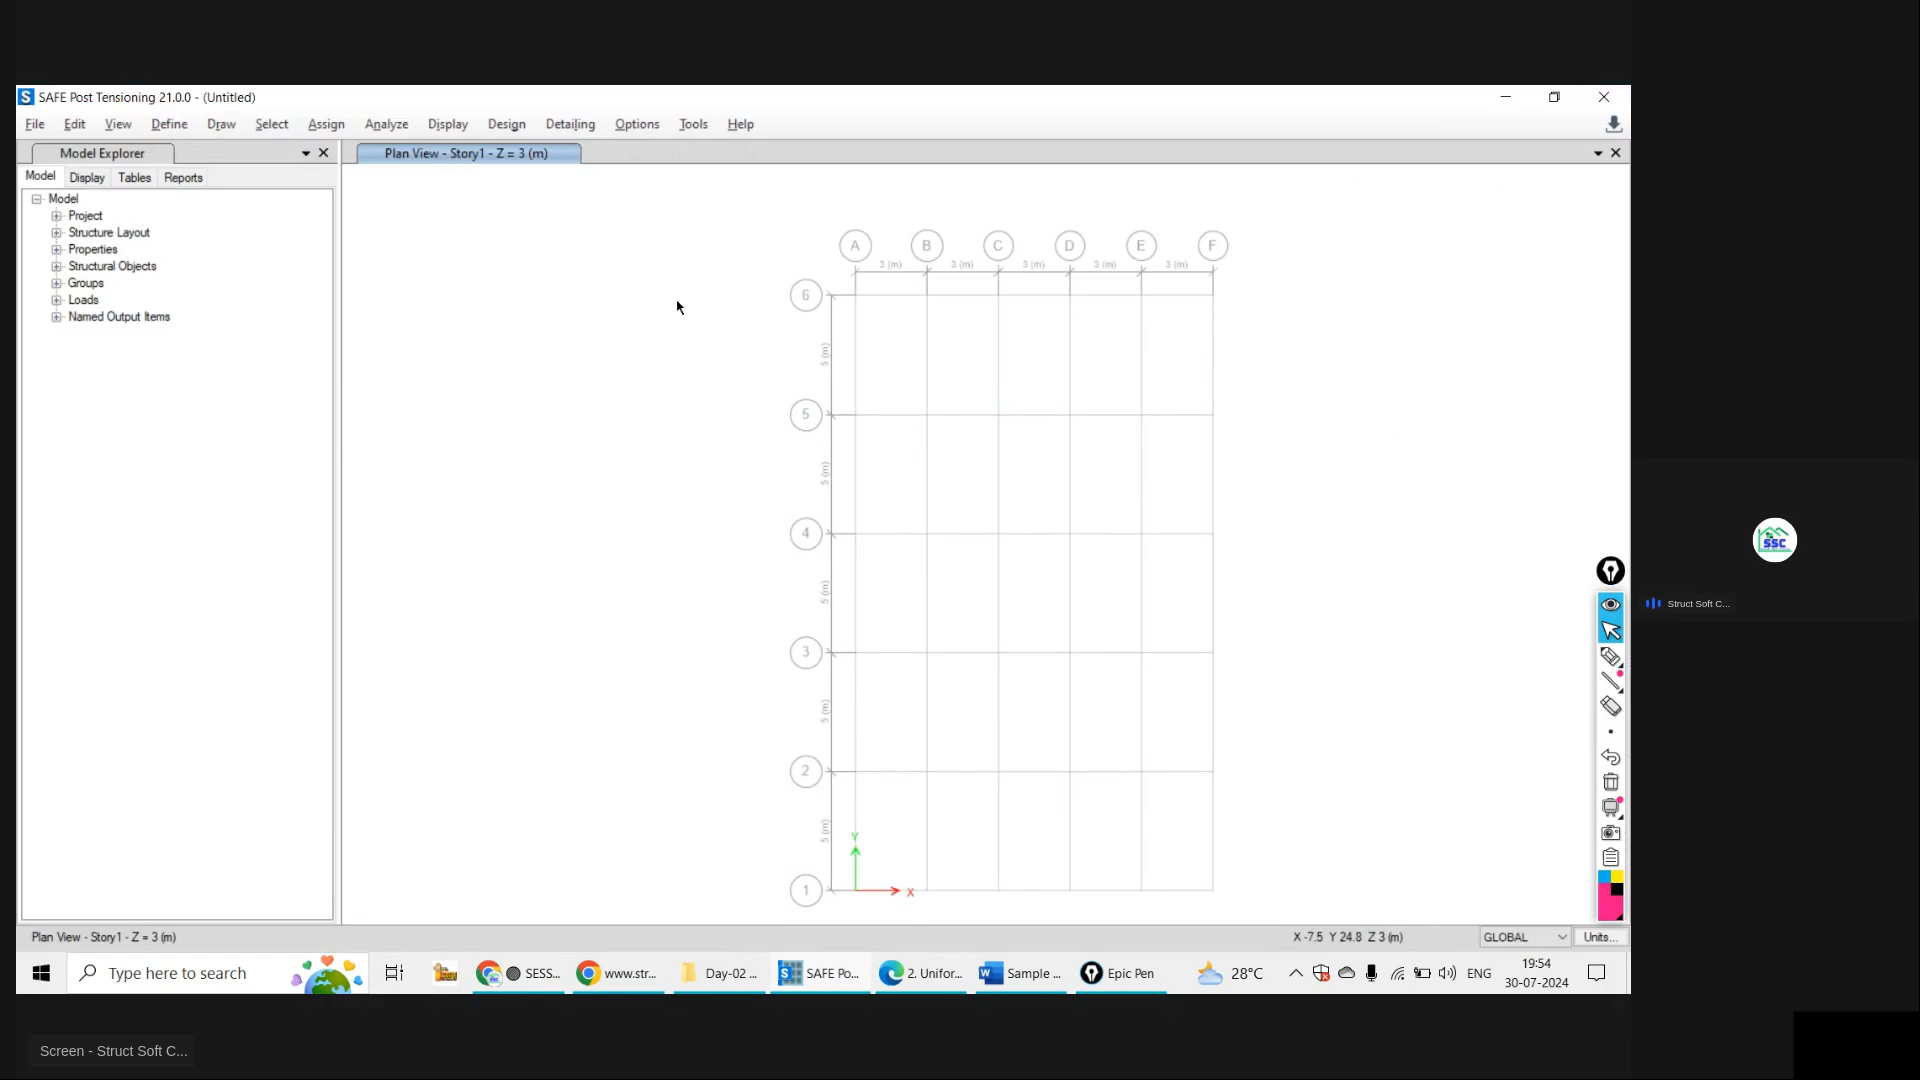 SAFE Post Tensioning 21.0.0 - (Untitled)
File Edit View Define Draw Select Assign Analyze Display Design Detailing Options Tools Help
Model Explorer
Plan View - Story1 - Z = 3 (m)
Model Display Tables Reports
Model
Project
Structure Layout
Properties
Structural Objects
Groups
Loads
Named Output Items
A B C D E F
3 (m) 3 (m) 3 (m) 3 (m) 3 (m)
6
5 (m)
5
5 (m)
4
5 (m)
3
5 (m)
2
5 (m)
Y
1
X
SSC
Struct Soft C...
Plan View - Story1 - Z = 3 (m)
X -7.5 Y 24.8 Z 3 (m)
GLOBAL
Units...
Type here to search
SESS...
www.str...
Day-02 ...
SAFE Po...
2. Unifor...
Sample ...
Epic Pen
28°C
ENG
19:54
30-07-2024
Screen - Struct Soft C...